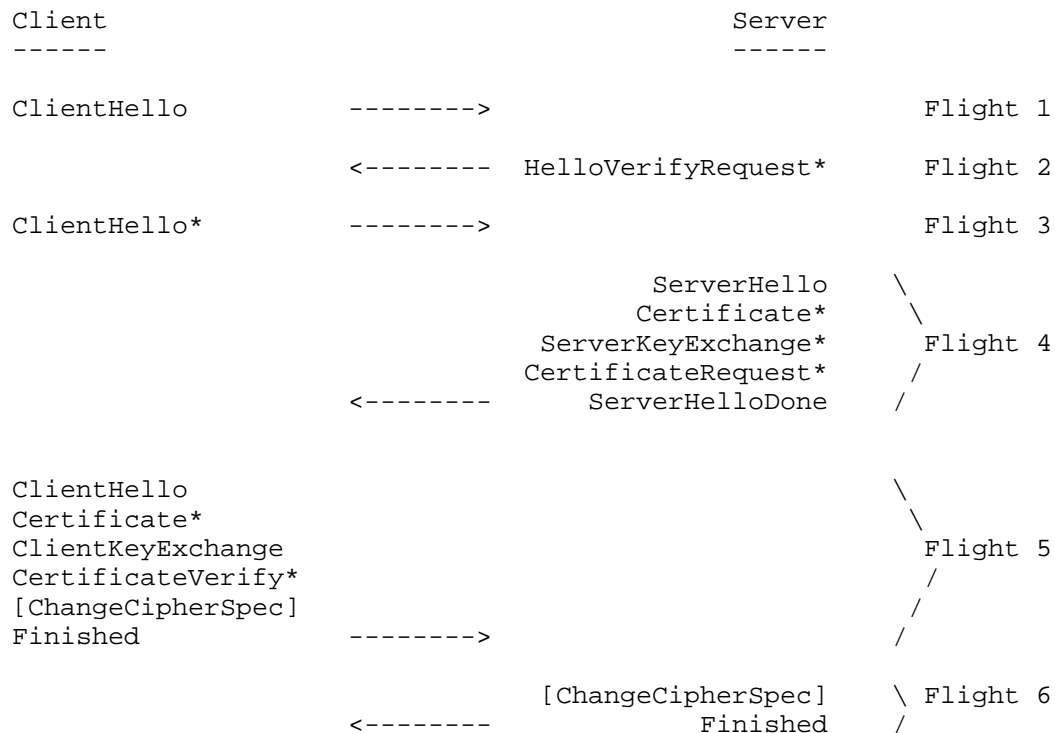 Client                                   Server
------                                   ------
ClientHello             -------->                           Flight 1
                        <--------    HelloVerifyRequest*    Flight 2
ClientHello*            -------->                           Flight 3
                                             ServerHello    \
                                            Certificate*     \
                                      ServerKeyExchange*      Flight 4
                                     CertificateRequest*     /
                        <--------        ServerHelloDone    /
ClientHello                                                 \
Certificate*                                                 \
ClientKeyExchange                                             Flight 5
CertificateVerify*                                            /
[ChangeCipherSpec]                                           /
Finished                -------->                           /
                                      [ChangeCipherSpec]    \ Flight 6
                        <--------               Finished    /